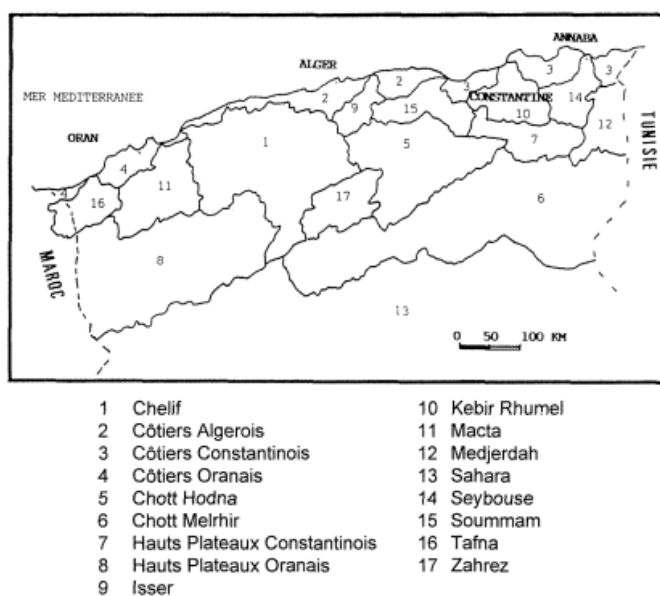 ANNABA
ALGER
3
3
2
MER MEDITERRANEE
2
3
CONSTANTINE
14
9
15
10
ORAN
12
TUNISIE
1
5
7
4
11
17
6
4
16
8
MAROC
13
0 50 100 KM
1 Chelif
2 Côtiers Algerois
3 Côtiers Constantinois
4 Côtiers Oranais
5 Chott Hodna
6 Chott Melrhir
7 Hauts Plateaux Constantinois
8 Hauts Plateaux Oranais
9 Isser
10 Kebir Rhumel
11 Macta
12 Medjerdah
13 Sahara
14 Seybouse
15 Soummam
16 Tafna
17 Zahrez